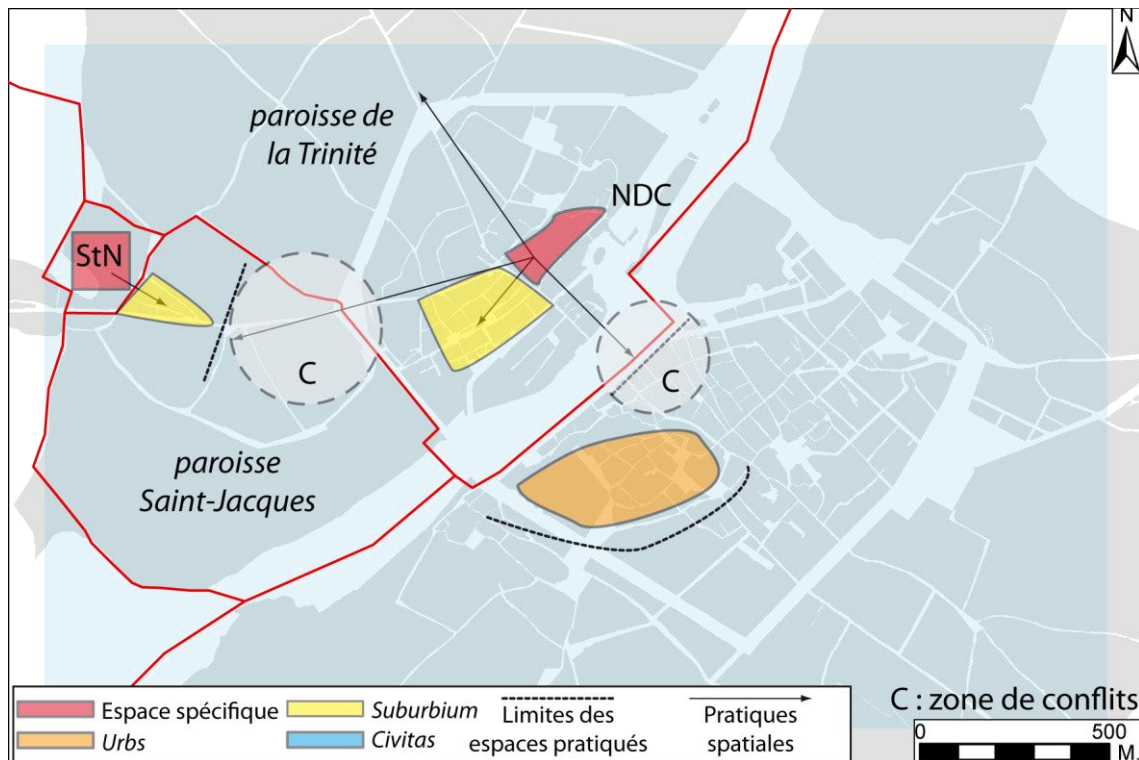 N
paroisse de
la Trinité
NDC
StN
C
C
paroisse
Saint-Jacques
Espace spécifique
Suburbium
Limites des
espaces pratiqués
Pratiques
spatiales
Urbs
Civitas
C : zone de conflits
0
500
M.